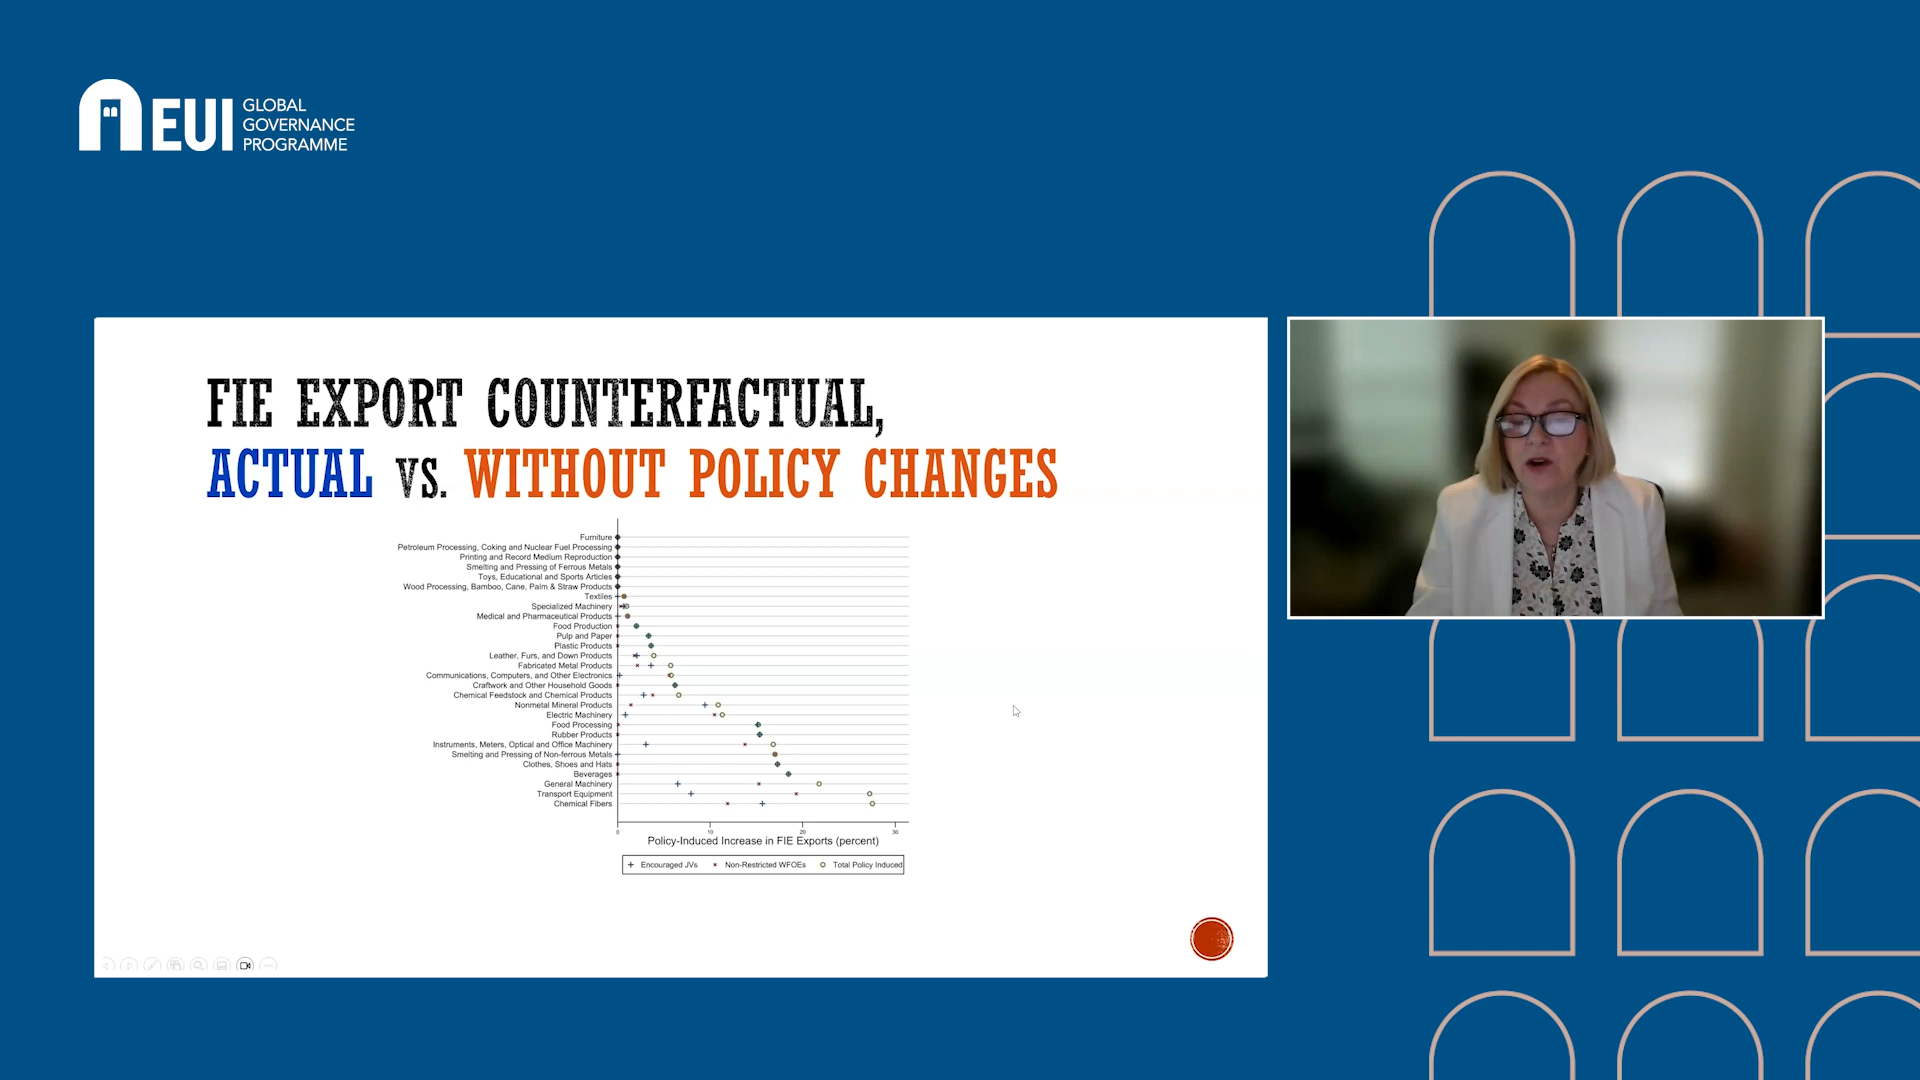 EUI
GLOBAL
GOVERNANCE
PROGRAMME
FIE EXPORT COUNTERFACTUAL,
ACTUAL VS. WITHOUT POLICY CHANGES
Furniture
Petroleum Processing, Coking and Nuclear Fuel Processing
Printing and Record Medium Reproduction
Smelting and Pressing of Ferrous Metals
Toys, Educational and Sports Articles
Wood Processing, Bamboo, Cane, Palm & Straw Products
Textiles
Specialized Machinery
Medical and Pharmaceutical Products
Food Production
Pulp and Paper
Plastic Products
Leather, Furs, and Down Products
Fabricated Metal Products
Communications, Computers, and Other Electronics
Craftwork and Other Household Goods
Chemical Feedstock and Chemical Products
Nonmetal Mineral Products
Electric Machinery
Food Processing
Rubber Products
Instruments, Meters, Optical and Office Machinery
Smelting and Pressing of Non-ferrous Metals
Clothes, Shoes and Hats
Beverages
General Machinery
Transport Equipment
Chemical Fibers
0 10 20 30
Policy-Induced Increase in FIE Exports (percent)
Encouraged JVs Non-Restricted WFOEs Total Policy Induced